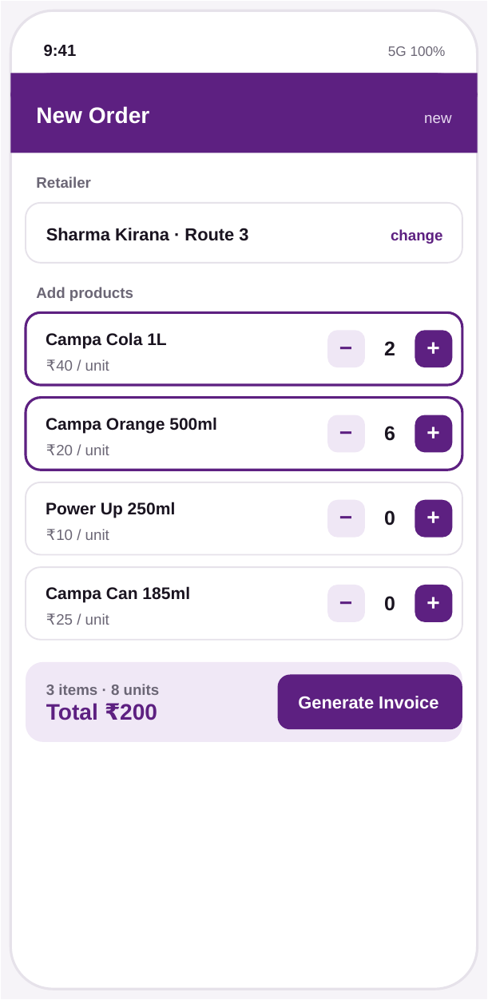 9:41 5G 100%
New Order new
Retailer
Sharma Kirana · Route 3 change
Add products
Campa Cola 1L
₹40 / unit
− 2 +
Campa Orange 500ml
₹20 / unit
− 6 +
Power Up 250ml
₹10 / unit
− 0 +
Campa Can 185ml
₹25 / unit
− 0 +
3 items · 8 units
Total ₹200
Generate Invoice